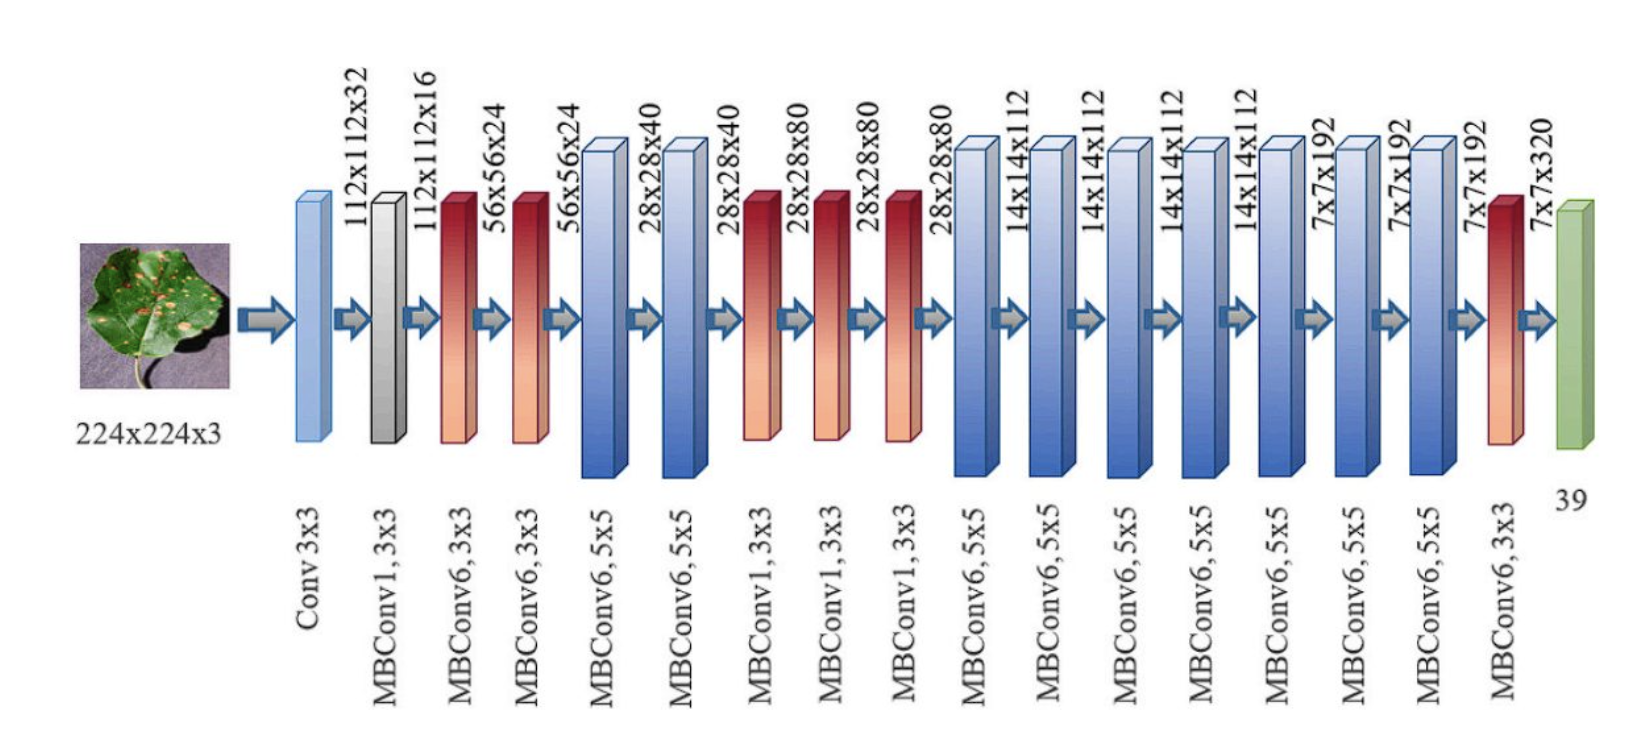 112x112x32
112x112x16
56x56x24
56x56x24
28x28x40
28x28x40
28x28x80
28x28x80
28x28x80
14x14x112
14x14x112
14x14x112
14x14x112
7x7x192
7x7x192
7x7x192
7x7x320
224x224x3
Conv 3x3
MBConv1, 3x3
MBConv6, 3x3
MBConv6, 3x3
MBConv6, 5x5
MBConv6, 5x5
MBConv1, 3x3
MBConv1, 3x3
MBConv1, 3x3
MBConv6, 5x5
MBConv6, 5x5
MBConv6, 5x5
MBConv6, 5x5
MBConv6, 5x5
MBConv6, 5x5
MBConv6, 5x5
MBConv6, 3x3
39